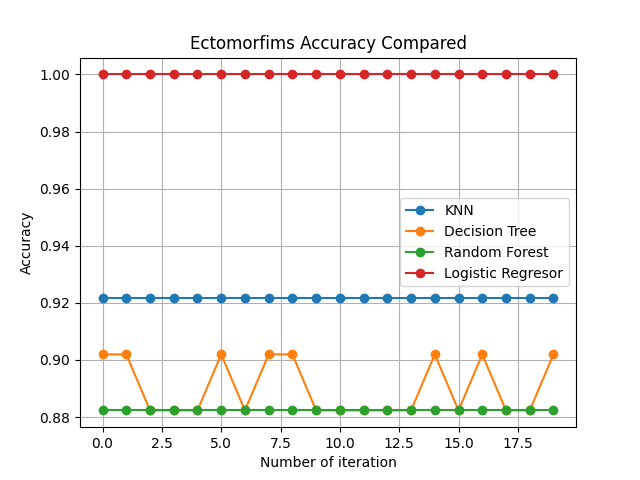 Ectomorfims Accuracy Compared
1.00
0.98
0.96
0.94
0.92
0.90
0.88
Accuracy
KNN
Decision Tree
Random Forest
Logistic Regresor
0.0 2.5 5.0 7.5 10.0 12.5 15.0 17.5
Number of iteration